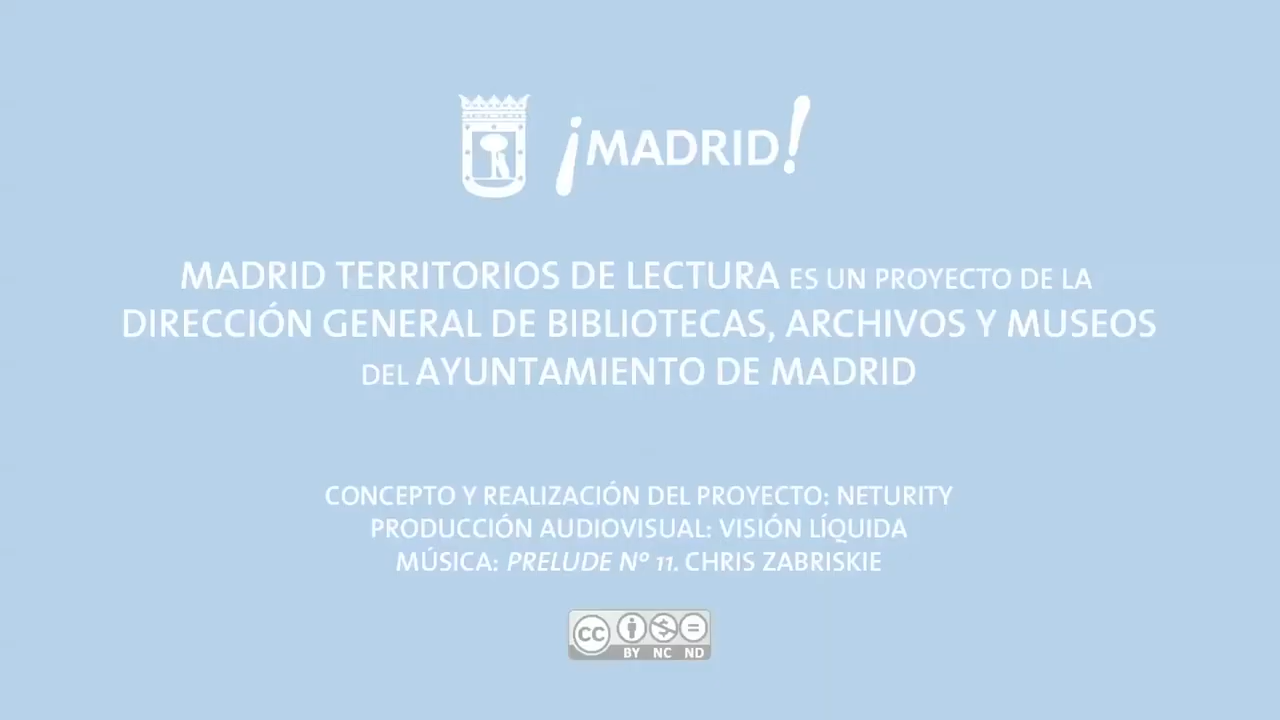 ¡MADRID!
MADRID TERRITORIOS DE LECTURA ES UN PROYECTO DE LA
DIRECCIÓN GENERAL DE BIBLIOTECAS, ARCHIVOS Y MUSEOS
DEL AYUNTAMIENTO DE MADRID
CONCEPTO Y REALIZACIÓN DEL PROYECTO: NETURITY
PRODUCCIÓN AUDIOVISUAL: VISIÓN LÍQUIDA
MÚSICA: PRELUDE Nº 11. CHRIS ZABRISKIE
CC
BY NC ND